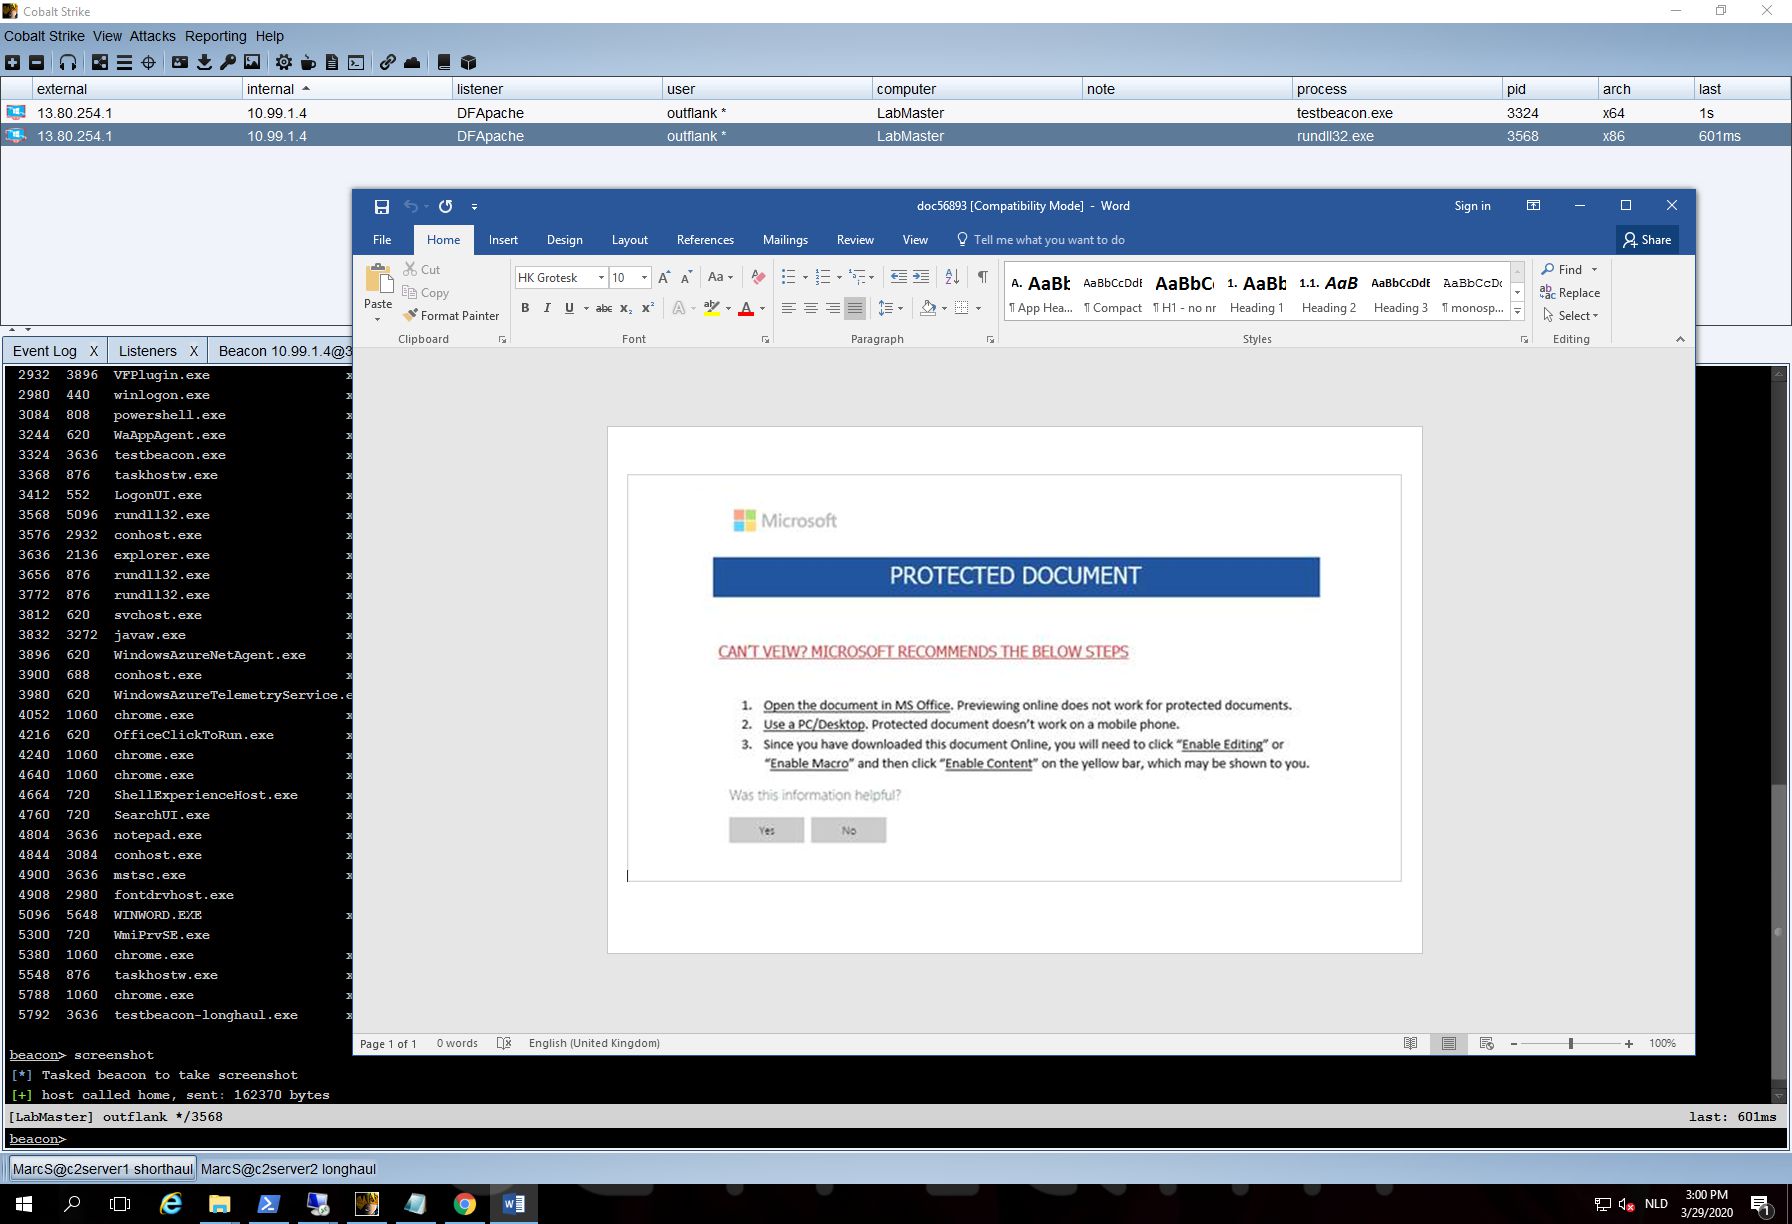 Cobalt Strike
Cobalt Strike View Attacks Reporting Help
external internal listener user computer note process pid arch last
13.80.254.1 10.99.1.4 DFApache outflank * LabMaster testbeacon.exe 3324 x64 1s
13.80.254.1 10.99.1.4 DFApache outflank * LabMaster rundll32.exe 3568 x86 601ms
doc56893 [Compatibility Mode] - Word Sign in
File Home Insert Design Layout References Mailings Review View Tell me what you want to do Share
Paste Cut Copy Format Painter
HK Grotesk 10 Aa
B I U abc x₂ x² A ab A
A. AaBb AaBbCcDdE AaBbC 1. AaBb 1.1. AaB AaBbCcDdE AaBbCcDc
¶ App Hea... ¶ Compact ¶ H1 - no nr Heading 1 Heading 2 Heading 3 ¶ monosp...
Find
Replace
Select
Clipboard Font Paragraph Styles Editing
Event Log X Listeners X Beacon 10.99.1.4@3
2932 3896 VFPlugin.exe x
2980 440 winlogon.exe x
3084 808 powershell.exe x
3244 620 WaAppAgent.exe x
3324 3636 testbeacon.exe x
3368 876 taskhostw.exe x
3412 552 LogonUI.exe x
3568 5096 rundll32.exe x
3576 2932 conhost.exe x
3636 2136 explorer.exe x
3656 876 rundll32.exe x
3772 876 rundll32.exe x
3812 620 svchost.exe x
3832 3272 javaw.exe x
3896 620 WindowsAzureNetAgent.exe x
3900 688 conhost.exe x
3980 620 WindowsAzureTelemetryService.e
4052 1060 chrome.exe x
4216 620 OfficeClickToRun.exe x
4240 1060 chrome.exe x
4640 1060 chrome.exe x
4664 720 ShellExperienceHost.exe x
4760 720 SearchUI.exe x
4804 3636 notepad.exe x
4844 3084 conhost.exe x
4900 3636 mstsc.exe x
4908 2980 fontdrvhost.exe
5096 5648 WINWORD.EXE x
5300 720 WmiPrvSE.exe
5380 1060 chrome.exe x
5548 876 taskhostw.exe x
5788 1060 chrome.exe x
5792 3636 testbeacon-longhaul.exe x
Microsoft
PROTECTED DOCUMENT
CAN'T VEIW? MICROSOFT RECOMMENDS THE BELOW STEPS
1. Open the document in MS Office. Previewing online does not work for protected documents.
2. Use a PC/Desktop. Protected document doesn't work on a mobile phone.
3. Since you have downloaded this document Online, you will need to click “Enable Editing” or
“Enable Macro” and then click “Enable Content” on the yellow bar, which may be shown to you.
Was this information helpful?
Yes No
Page 1 of 1 0 words English (United Kingdom) 100%
beacon> screenshot
[*] Tasked beacon to take screenshot
[+] host called home, sent: 162370 bytes
[LabMaster] outflank */3568 last: 601ms
beacon>
MarcS@c2server1 shorthaul MarcS@c2server2 longhaul
NLD 3:00 PM
3/29/2020 1